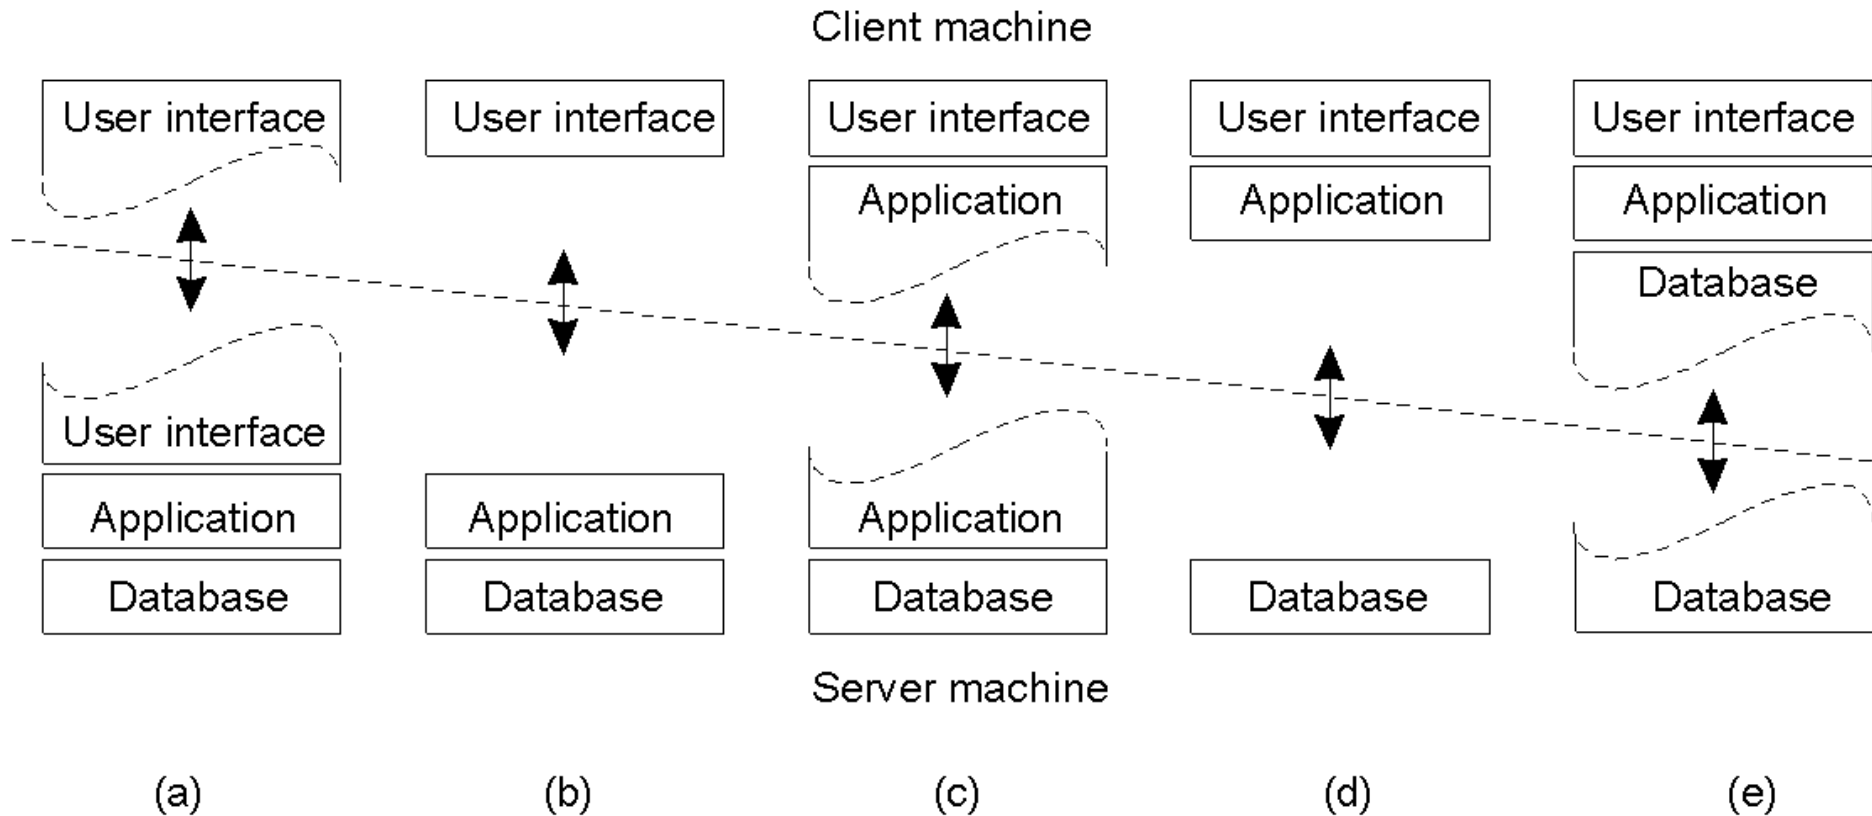 Client machine
User interface User interface User interface User interface User interface
Application Application Application
Database
User interface
Application Application Application
Database Database Database Database Database
Server machine
(a) (b) (c) (d) (e)